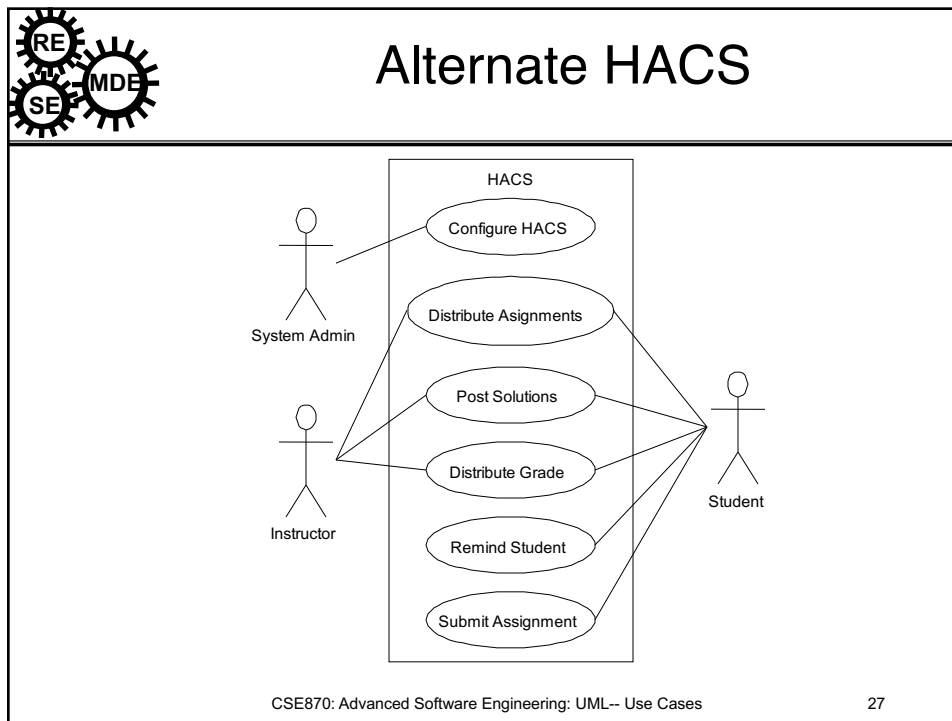 RE
MDE
SE
Alternate HACS
HACS
Configure HACS
System Admin
Distribute Asignments
Post Solutions
Distribute Grade
Instructor
Student
Remind Student
Submit Assignment
CSE870: Advanced Software Engineering: UML-- Use Cases
27